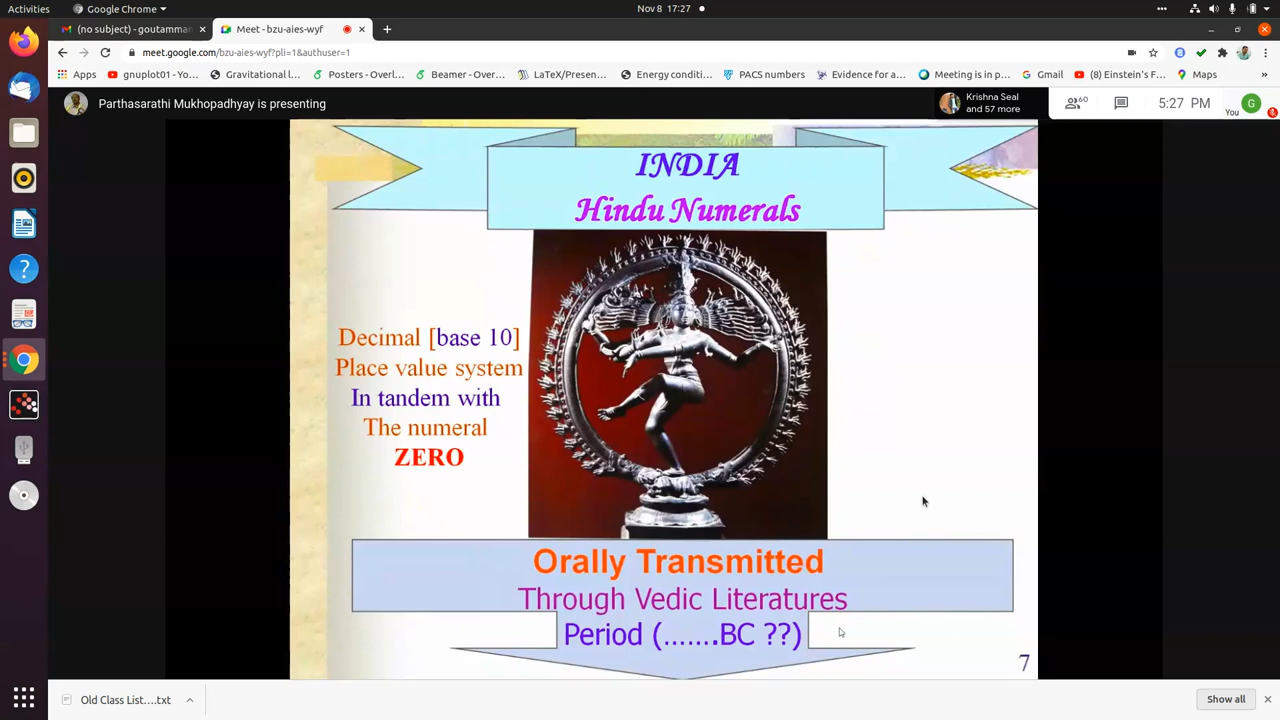 Activities
Google Chrome
Nov 8 17:27
(no subject) - goutamman
Meet - bzu-aies-wyf
meet.google.com/bzu-aies-wyf?pli=1&authuser=1
Apps
gnuplot01 - Yo...
Gravitational l...
Posters - Overl...
Beamer - Over...
LaTeX/Presen...
Energy conditi...
PACS numbers
Evidence for a...
Meeting is in p...
Gmail
(8) Einstein's F...
Maps
»
Parthasarathi Mukhopadhyay is presenting
Krishna Seal
and 57 more
60
5:27 PM
You
G
INDIA
Hindu Numerals
Decimal [base 10]
Place value system
In tandem with
The numeral
ZERO
Orally Transmitted
Through Vedic Literatures
Period (.......BC ??)
7
Old Class List....txt
Show all